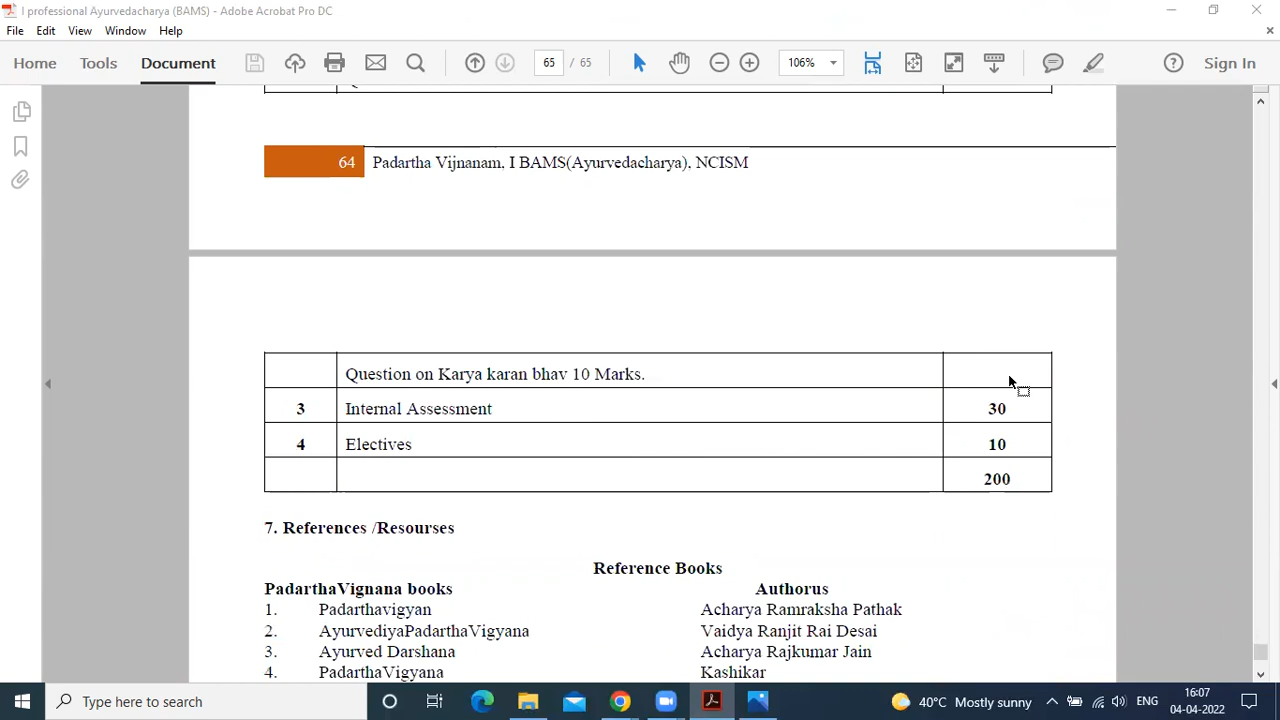 I professional Ayurvedacharya (BAMS) - Adobe Acrobat Pro DC
File Edit View Window Help
Home Tools Document 65 / 65 106% Sign In
64 Padartha Vijnanam, I BAMS(Ayurvedacharya), NCISM
Question on Karya karan bhav 10 Marks.
3 Internal Assessment 30
4 Electives 10
200
7. References /Resourses
Reference Books
PadarthaVignana books Authorus
1. Padarthavigyan Acharya Ramraksha Pathak
2. AyurvediyaPadarthaVigyana Vaidya Ranjit Rai Desai
3. Ayurved Darshana Acharya Rajkumar Jain
4. PadarthaVigyana Kashikar
Type here to search 40°C Mostly sunny ENG 16:07
04-04-2022